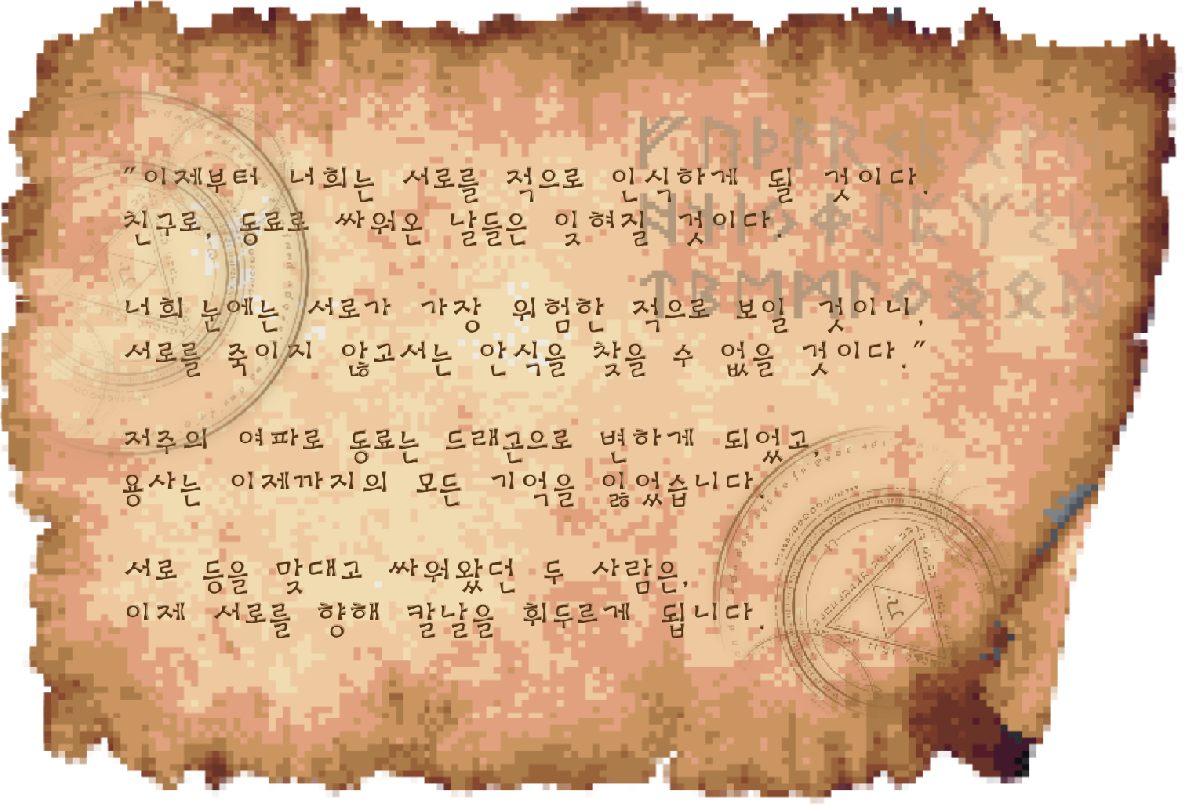 "이제부터 너희는 서로를 적으로 인식하게 될 것이다.
친구로, 동료로 싸워온 날들은 잊혀질 것이다.
너희 눈에는 서로가 가장 위험한 적으로 보일 것이니,
서로를 죽이지 않고서는 안식을 찾을 수 없을 것이다."
저주의 여파로 동료는 드래곤으로 변하게 되었고,
용사는 이제까지의 모든 기억을 잃었습니다.
서로 등을 맞대고 싸워왔던 두 사람은,
이제 서로를 향해 칼날을 휘두르게 됩니다.